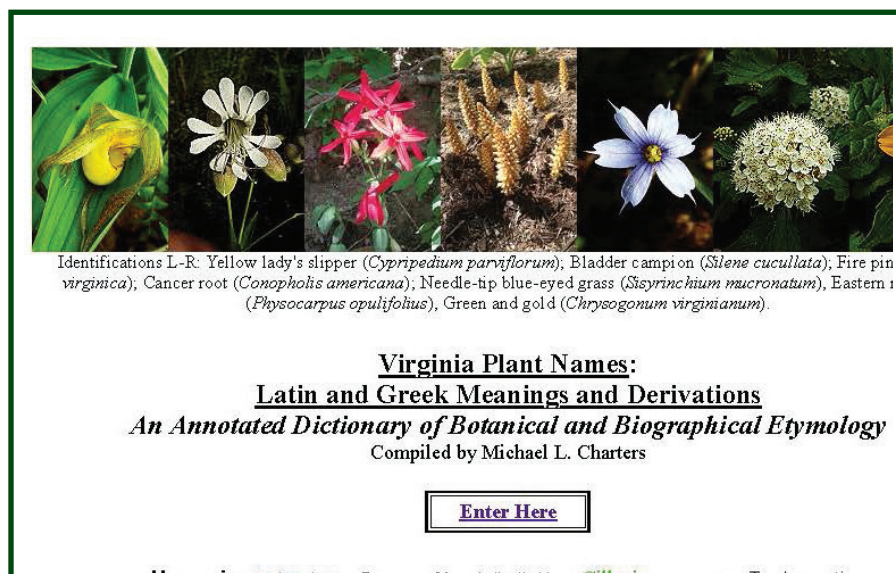 Identifications L-R: Yellow lady's slipper (Cypripedium parviflorum); Bladder campion (Silene cucullata); Fire pin
virginica); Cancer root (Conopholis americana); Needle-tip blue-eyed grass (Sisyrinchium mucronatum), Eastern
(Physocarpus opulifolius), Green and gold (Chrysogonum virginianum).
Virginia Plant Names:
Latin and Greek Meanings and Derivations
An Annotated Dictionary of Botanical and Biographical Etymology
Compiled by Michael L. Charters
Enter Here